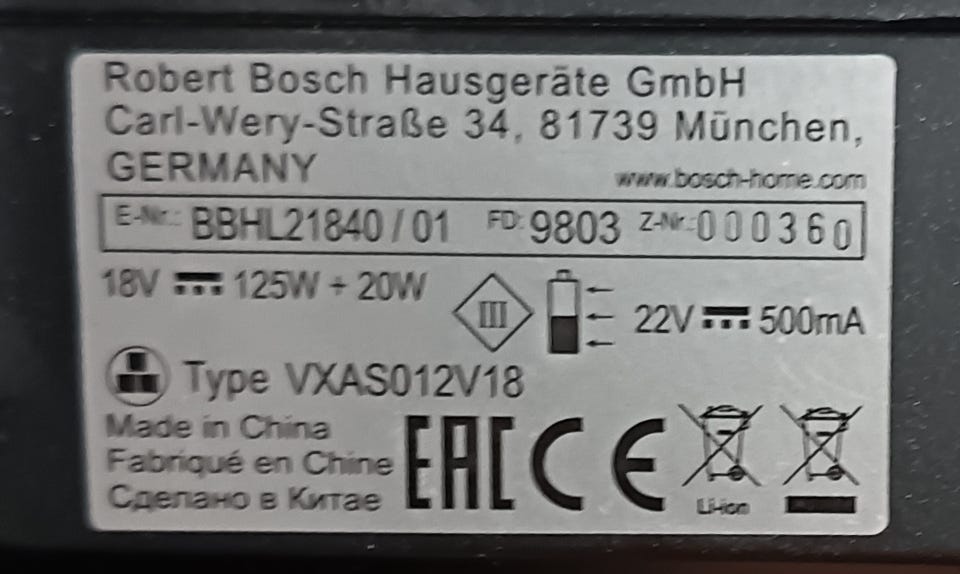 Robert Bosch Hausgeräte GmbH
Carl-Wery-Straße 34, 81739 München,
GERMANY
www.bosch-home.com
E-Nr.: BBHL21840 / 01 FD: 9803 Z-Nr.: 000360
18V ⎓ 125W + 20W
III
22V ⎓ 500mA
Type VXAS012V18
Made in China
Fabriqué en Chine
Сделано в Китае
EAC CE
Li-ion